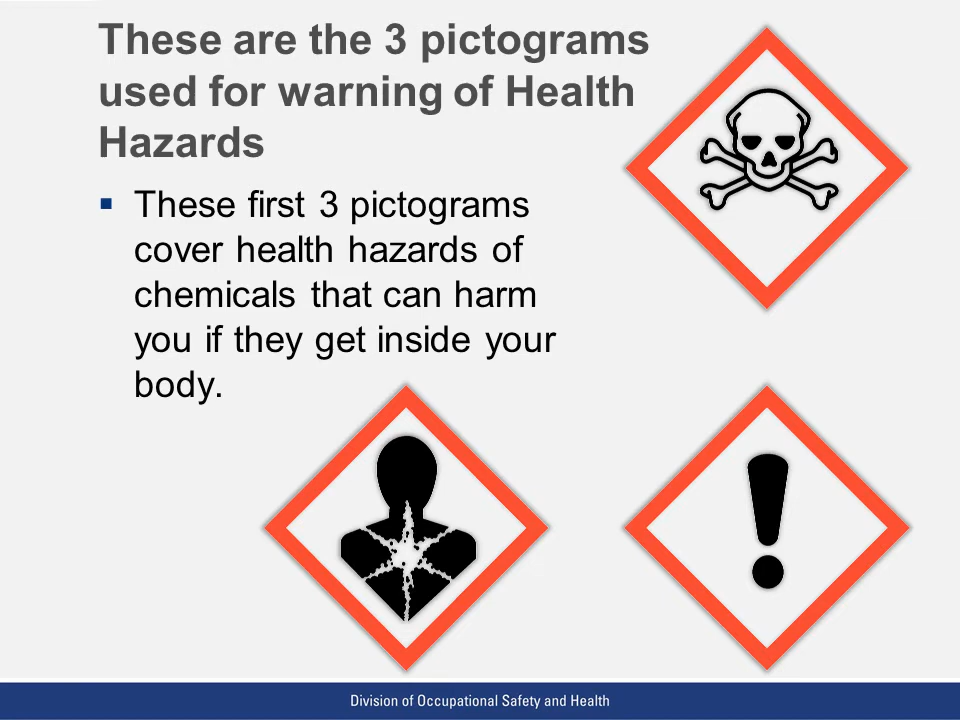 These are the 3 pictograms
used for warning of Health
Hazards
▪ These first 3 pictograms
cover health hazards of
chemicals that can harm
you if they get inside your
body.
Division of Occupational Safety and Health